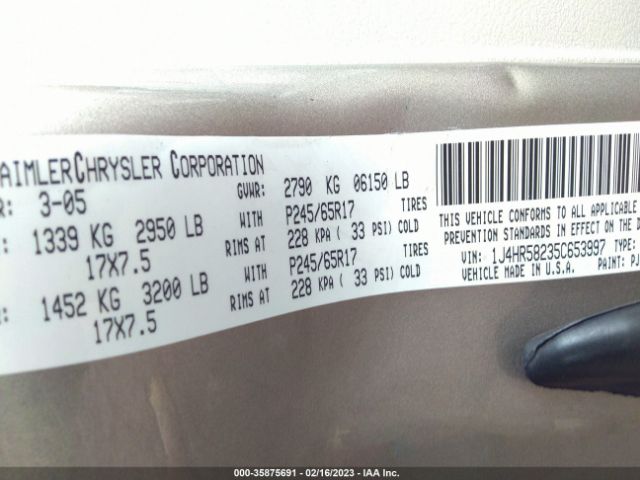 AIMLERCHRYSLER CORPORATION
R: 3-05 GVWR: 2790 KG 06150 LB
: 1339 KG 2950 LB WITH P245/65R17 TIRES
17X7.5 RIMS AT 228 KPA ( 33 PSI) COLD
: 1452 KG 3200 LB WITH P245/65R17 TIRES
17X7.5 RIMS AT 228 KPA ( 33 PSI) COLD
THIS VEHICLE CONFORMS TO ALL
PREVENTION STANDARDS IN EFFECT ON
VIN: 1J4HR58235C653997 TYPE:
VEHICLE MADE IN U.S.A. PAINT: PJ
000-35875691 - 02/16/2023 - IAA Inc.